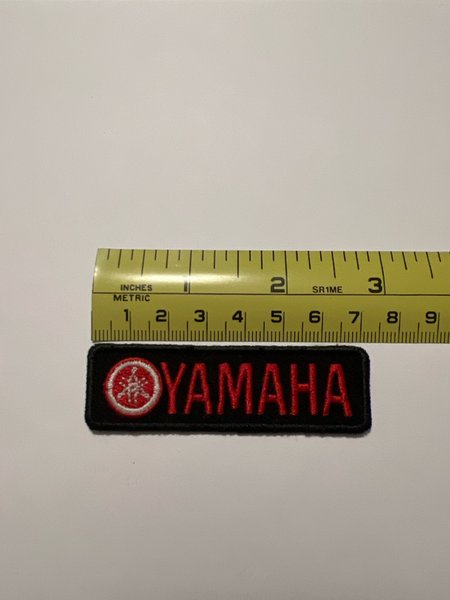 1 2 3
INCHES SR1ME
METRIC
1 2 3 4 5 6 7 8 9
YAMAHA